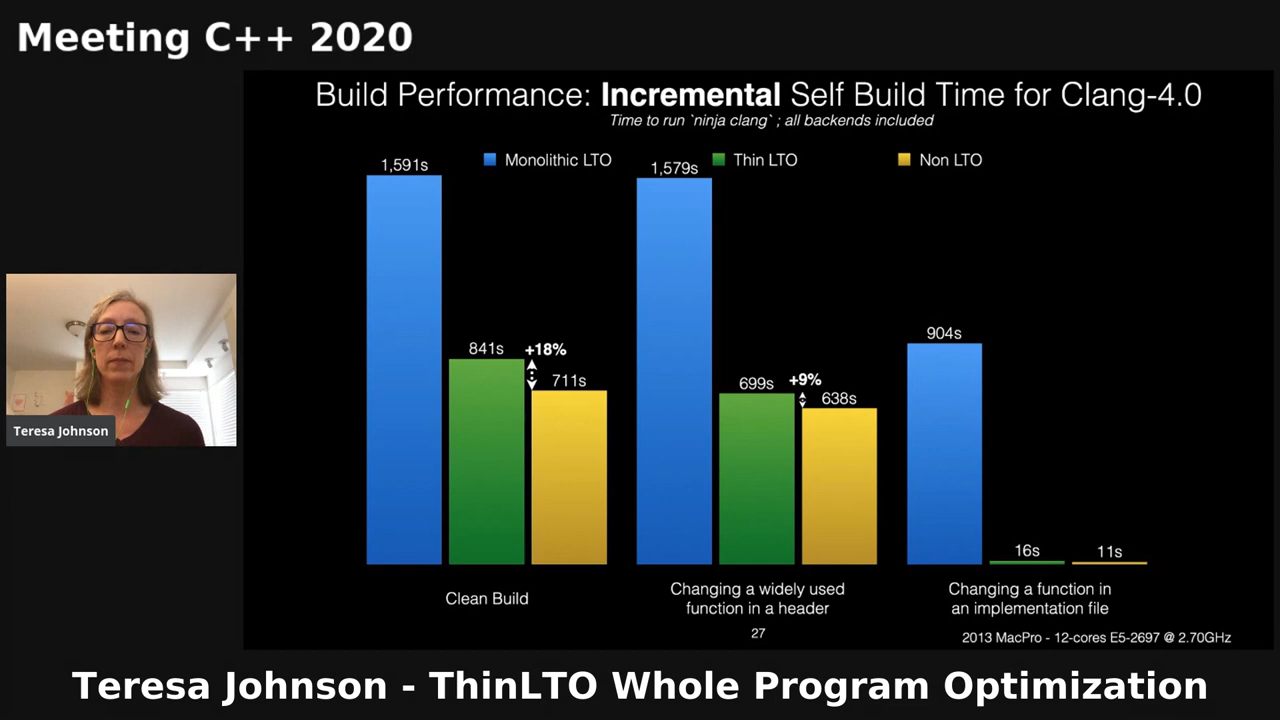 Meeting C++ 2020
Build Performance: Incremental Self Build Time for Clang-4.0
Time to run `ninja clang` ; all backends included
Monolithic LTO
Thin LTO
Non LTO
1,591s
841s
+18%
711s
1,579s
699s
+9%
638s
904s
16s
11s
Clean Build
Changing a widely used
function in a header
Changing a function in
an implementation file
27
2013 MacPro - 12-cores E5-2697 @ 2.70GHz
Teresa Johnson
Teresa Johnson - ThinLTO Whole Program Optimization